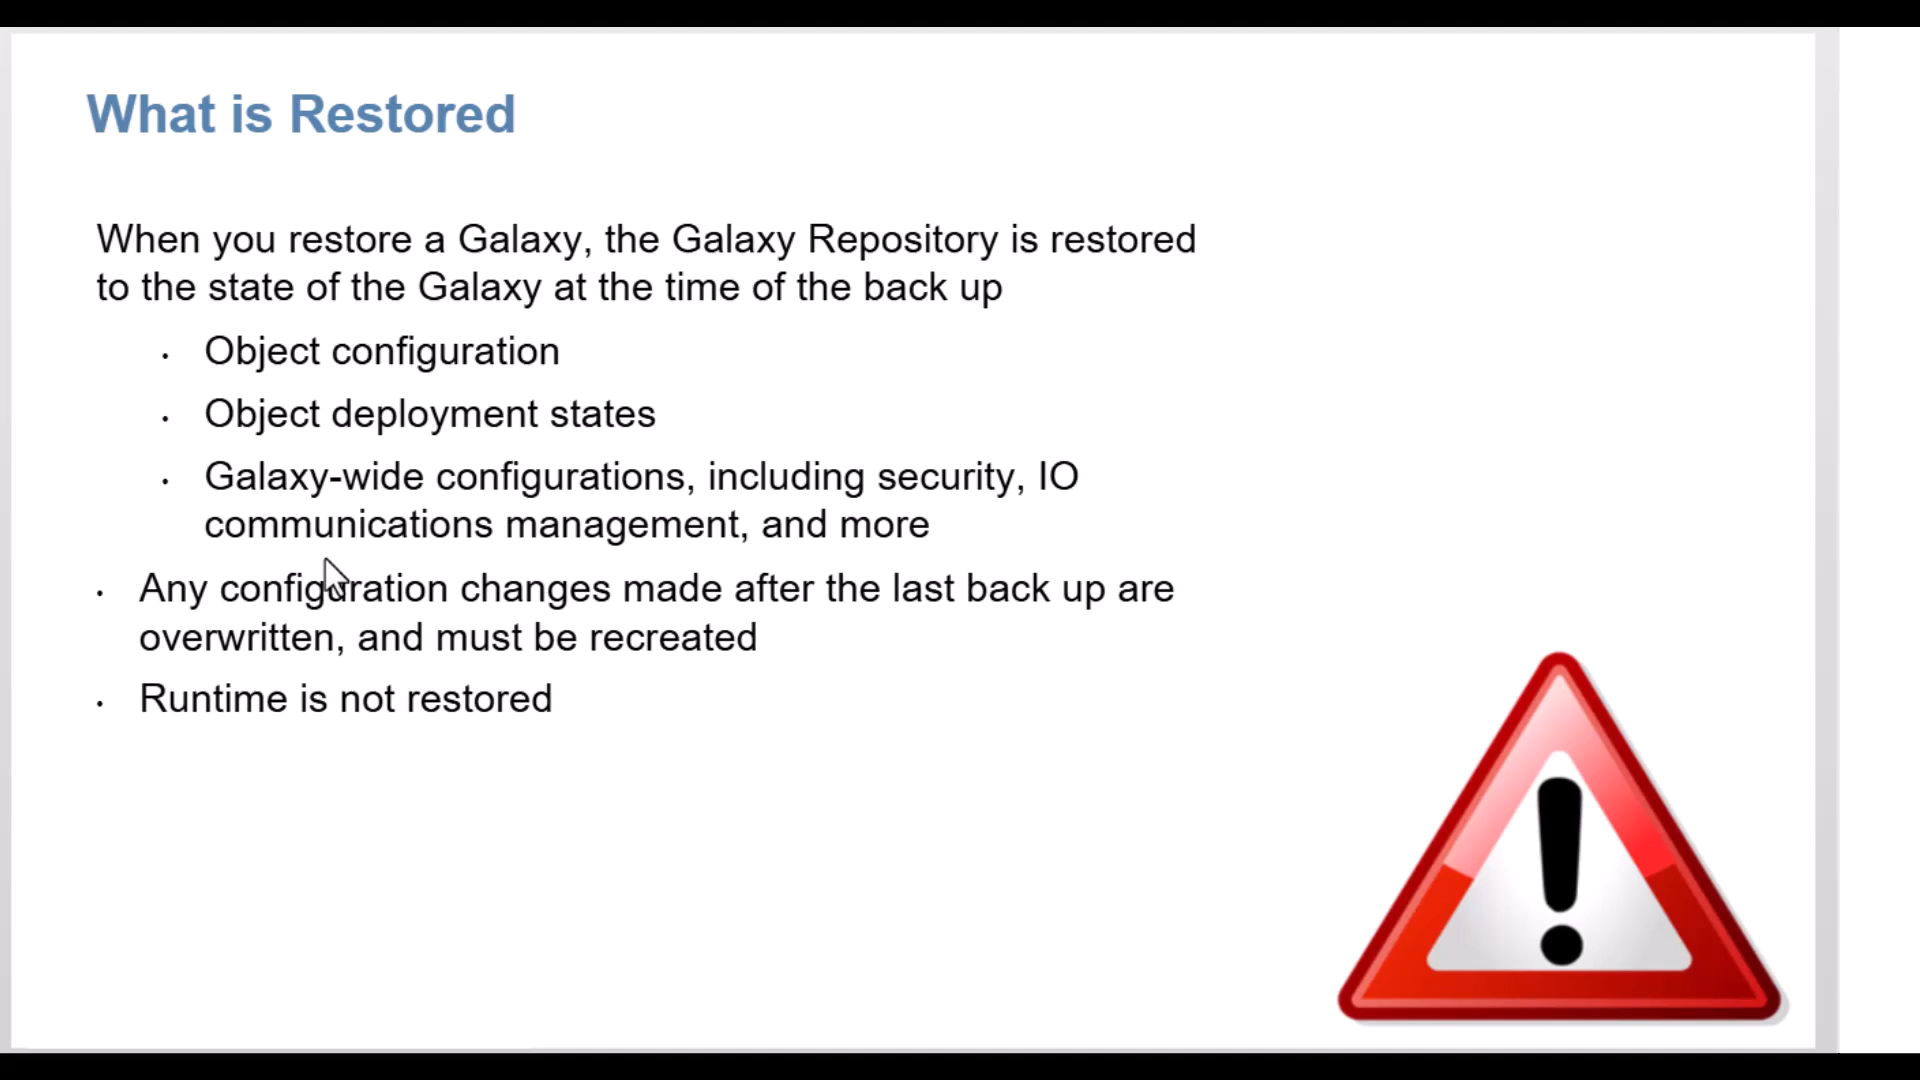 What is Restored
When you restore a Galaxy, the Galaxy Repository is restored
to the state of the Galaxy at the time of the back up
• Object configuration
• Object deployment states
• Galaxy-wide configurations, including security, IO
communications management, and more
• Any configuration changes made after the last back up are
overwritten, and must be recreated
• Runtime is not restored